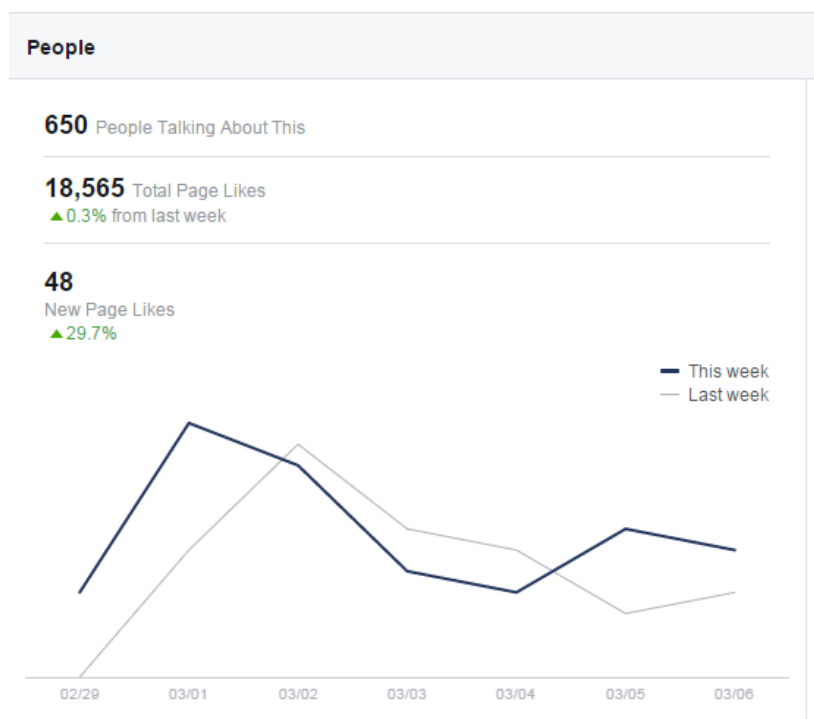 People
650 People Talking About This
18,565 Total Page Likes
▲0.3% from last week
48
New Page Likes
▲29.7%
This week
Last week
02/29 03/01 03/02 03/03 03/04 03/05 03/06